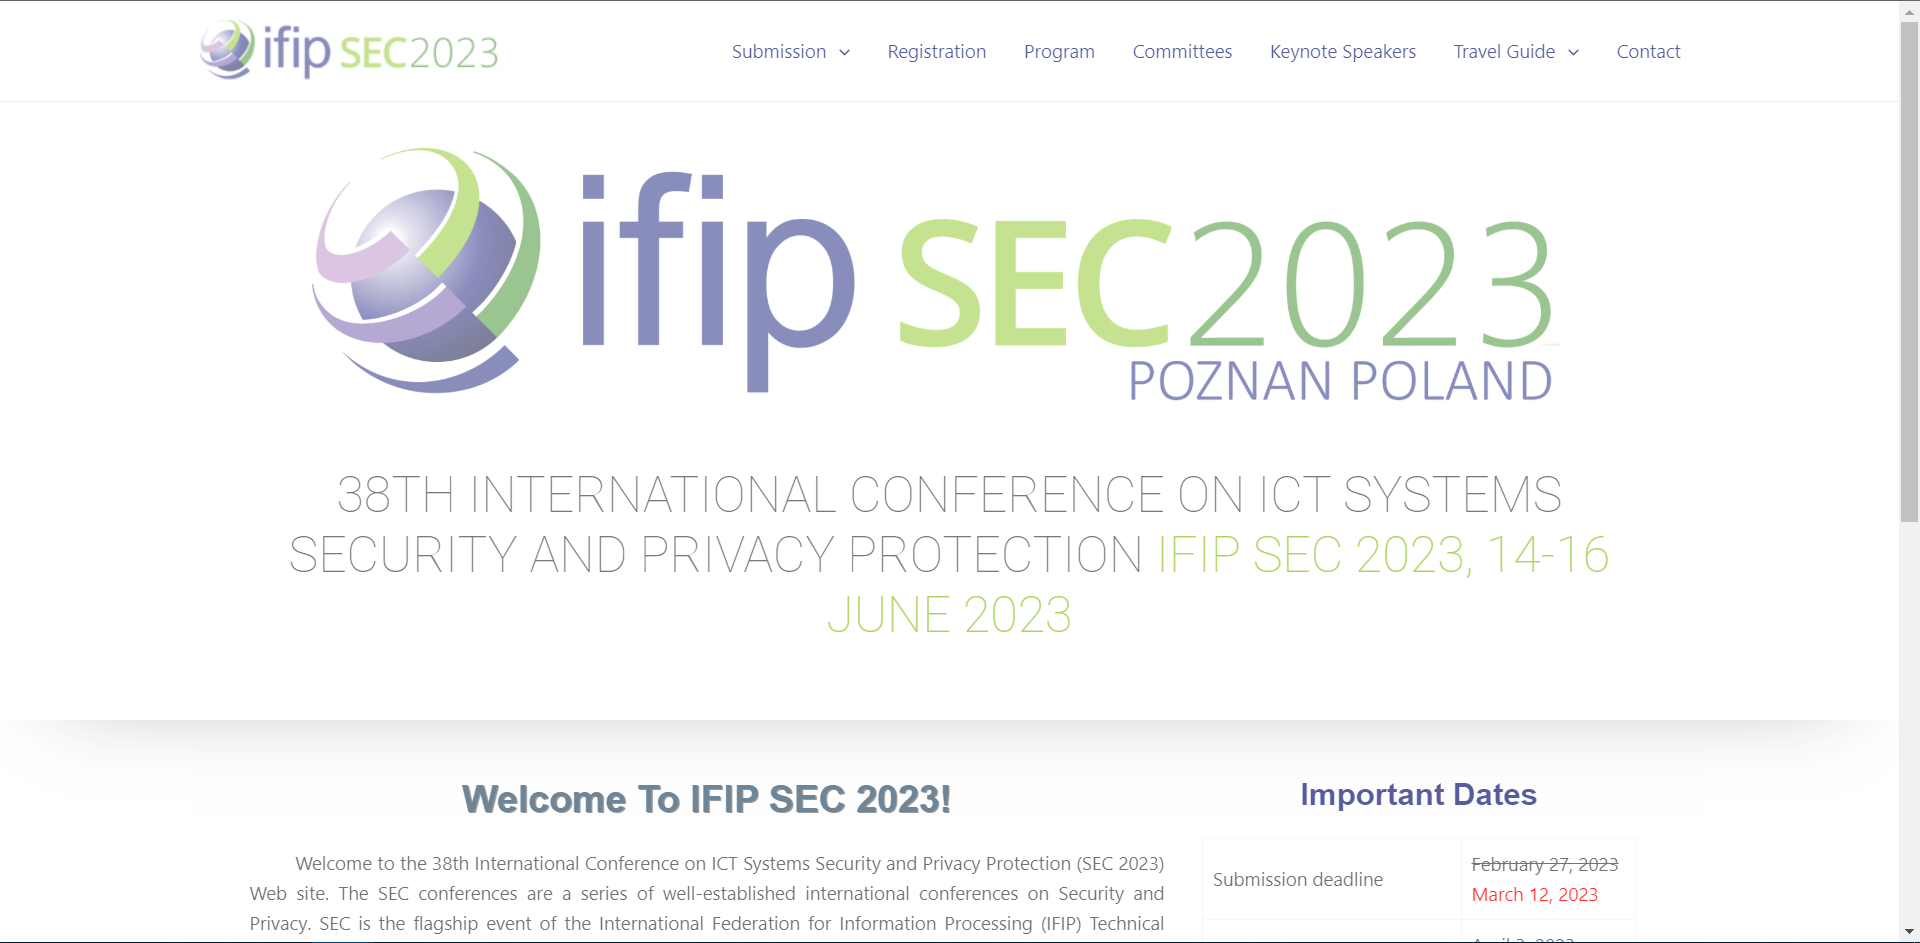 ifip SEC2023
Submission Registration Program Committees Keynote Speakers Travel Guide Contact
ifip SEC2023
POZNAN POLAND
38TH INTERNATIONAL CONFERENCE ON ICT SYSTEMS
SECURITY AND PRIVACY PROTECTION IFIP SEC 2023, 14-16
JUNE 2023
Welcome To IFIP SEC 2023!
Welcome to the 38th International Conference on ICT Systems Security and Privacy Protection (SEC 2023)
Web site. The SEC conferences are a series of well-established international conferences on Security and
Privacy. SEC is the flagship event of the International Federation for Information Processing (IFIP) Technical
Important Dates
Submission deadline
February 27, 2023
March 12, 2023